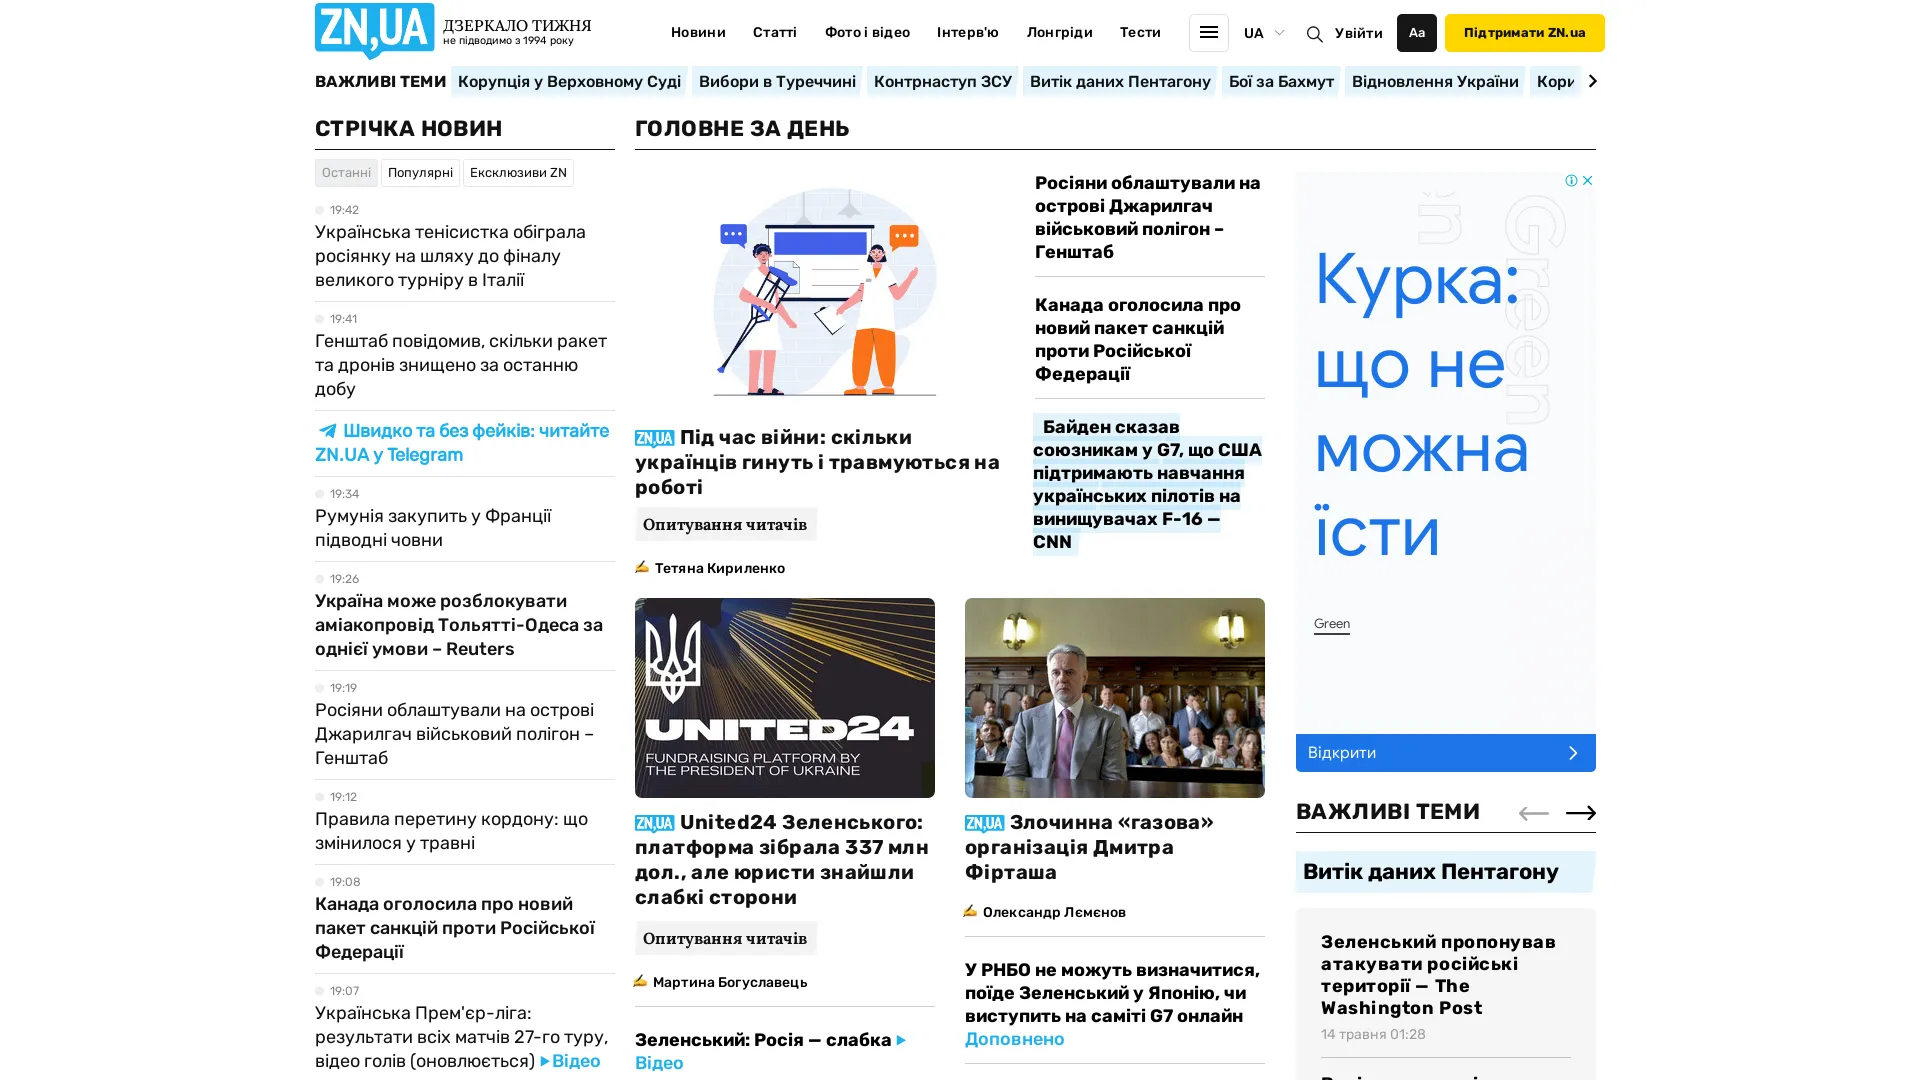 ZN,UA
ДЗЕРКАЛО ТИЖНЯ
не підводимо з 1994 року
Новини
Статті
Фото і відео
Інтерв'ю
Лонгріди
Тести
UA
Увійти
Aa
Підтримати ZN.ua
ВАЖЛИВІ ТЕМИ
Корупція у Верховному Суді
Вибори в Туреччині
Контрнаступ ЗСУ
Витік даних Пентагону
Бої за Бахмут
Відновлення України
Кори
СТРІЧКА НОВИН
Останні
Популярні
Ексклюзиви ZN
19:42
Українська тенісистка обіграла
росіянку на шляху до фіналу
великого турніру в Італії
19:41
Генштаб повідомив, скільки ракет
та дронів знищено за останню
добу
Швидко та без фейків: читайте
ZN.UA у Telegram
19:34
Румунія закупить у Франції
підводні човни
19:26
Україна може розблокувати
аміакопровід Тольятті-Одеса за
однієї умови – Reuters
19:19
Росіяни облаштували на острові
Джарилгач військовий полігон –
Генштаб
19:12
Правила перетину кордону: що
змінилося у травні
19:08
Канада оголосила про новий
пакет санкцій проти Російської
Федерації
19:07
Українська Прем'єр-ліга:
результати всіх матчів 27-го туру,
відео голів (оновлюється) Відео
ГОЛОВНЕ ЗА ДЕНЬ
ZN,UA Під час війни: скільки
українців гинуть і травмуються на
роботі
Опитування читачів
Тетяна Кириленко
Росіяни облаштували на
острові Джарилгач
військовий полігон –
Генштаб
Канада оголосила про
новий пакет санкцій
проти Російської
Федерації
Байден сказав
союзникам у G7, що США
підтримають навчання
українських пілотів на
винищувачах F-16 —
CNN
UNITED24
FUNDRAISING PLATFORM BY
THE PRESIDENT OF UKRAINE
ZN,UA United24 Зеленського:
платформа зібрала 337 млн
дол., але юристи знайшли
слабкі сторони
Опитування читачів
Мартина Богуславець
Зеленський: Росія — слабка
Відео
ZN,UA Злочинна «газова»
організація Дмитра
Фірташа
Олександр Лємєнов
У РНБО не можуть визначитися,
поїде Зеленський у Японію, чи
виступить на саміті G7 онлайн
Доповнено
Green
Курка:
що не
можна
їсти
Green
Відкрити
ВАЖЛИВІ ТЕМИ
Витік даних Пентагону
Зеленський пропонував
атакувати російські
території — The
Washington Post
14 травня 01:28